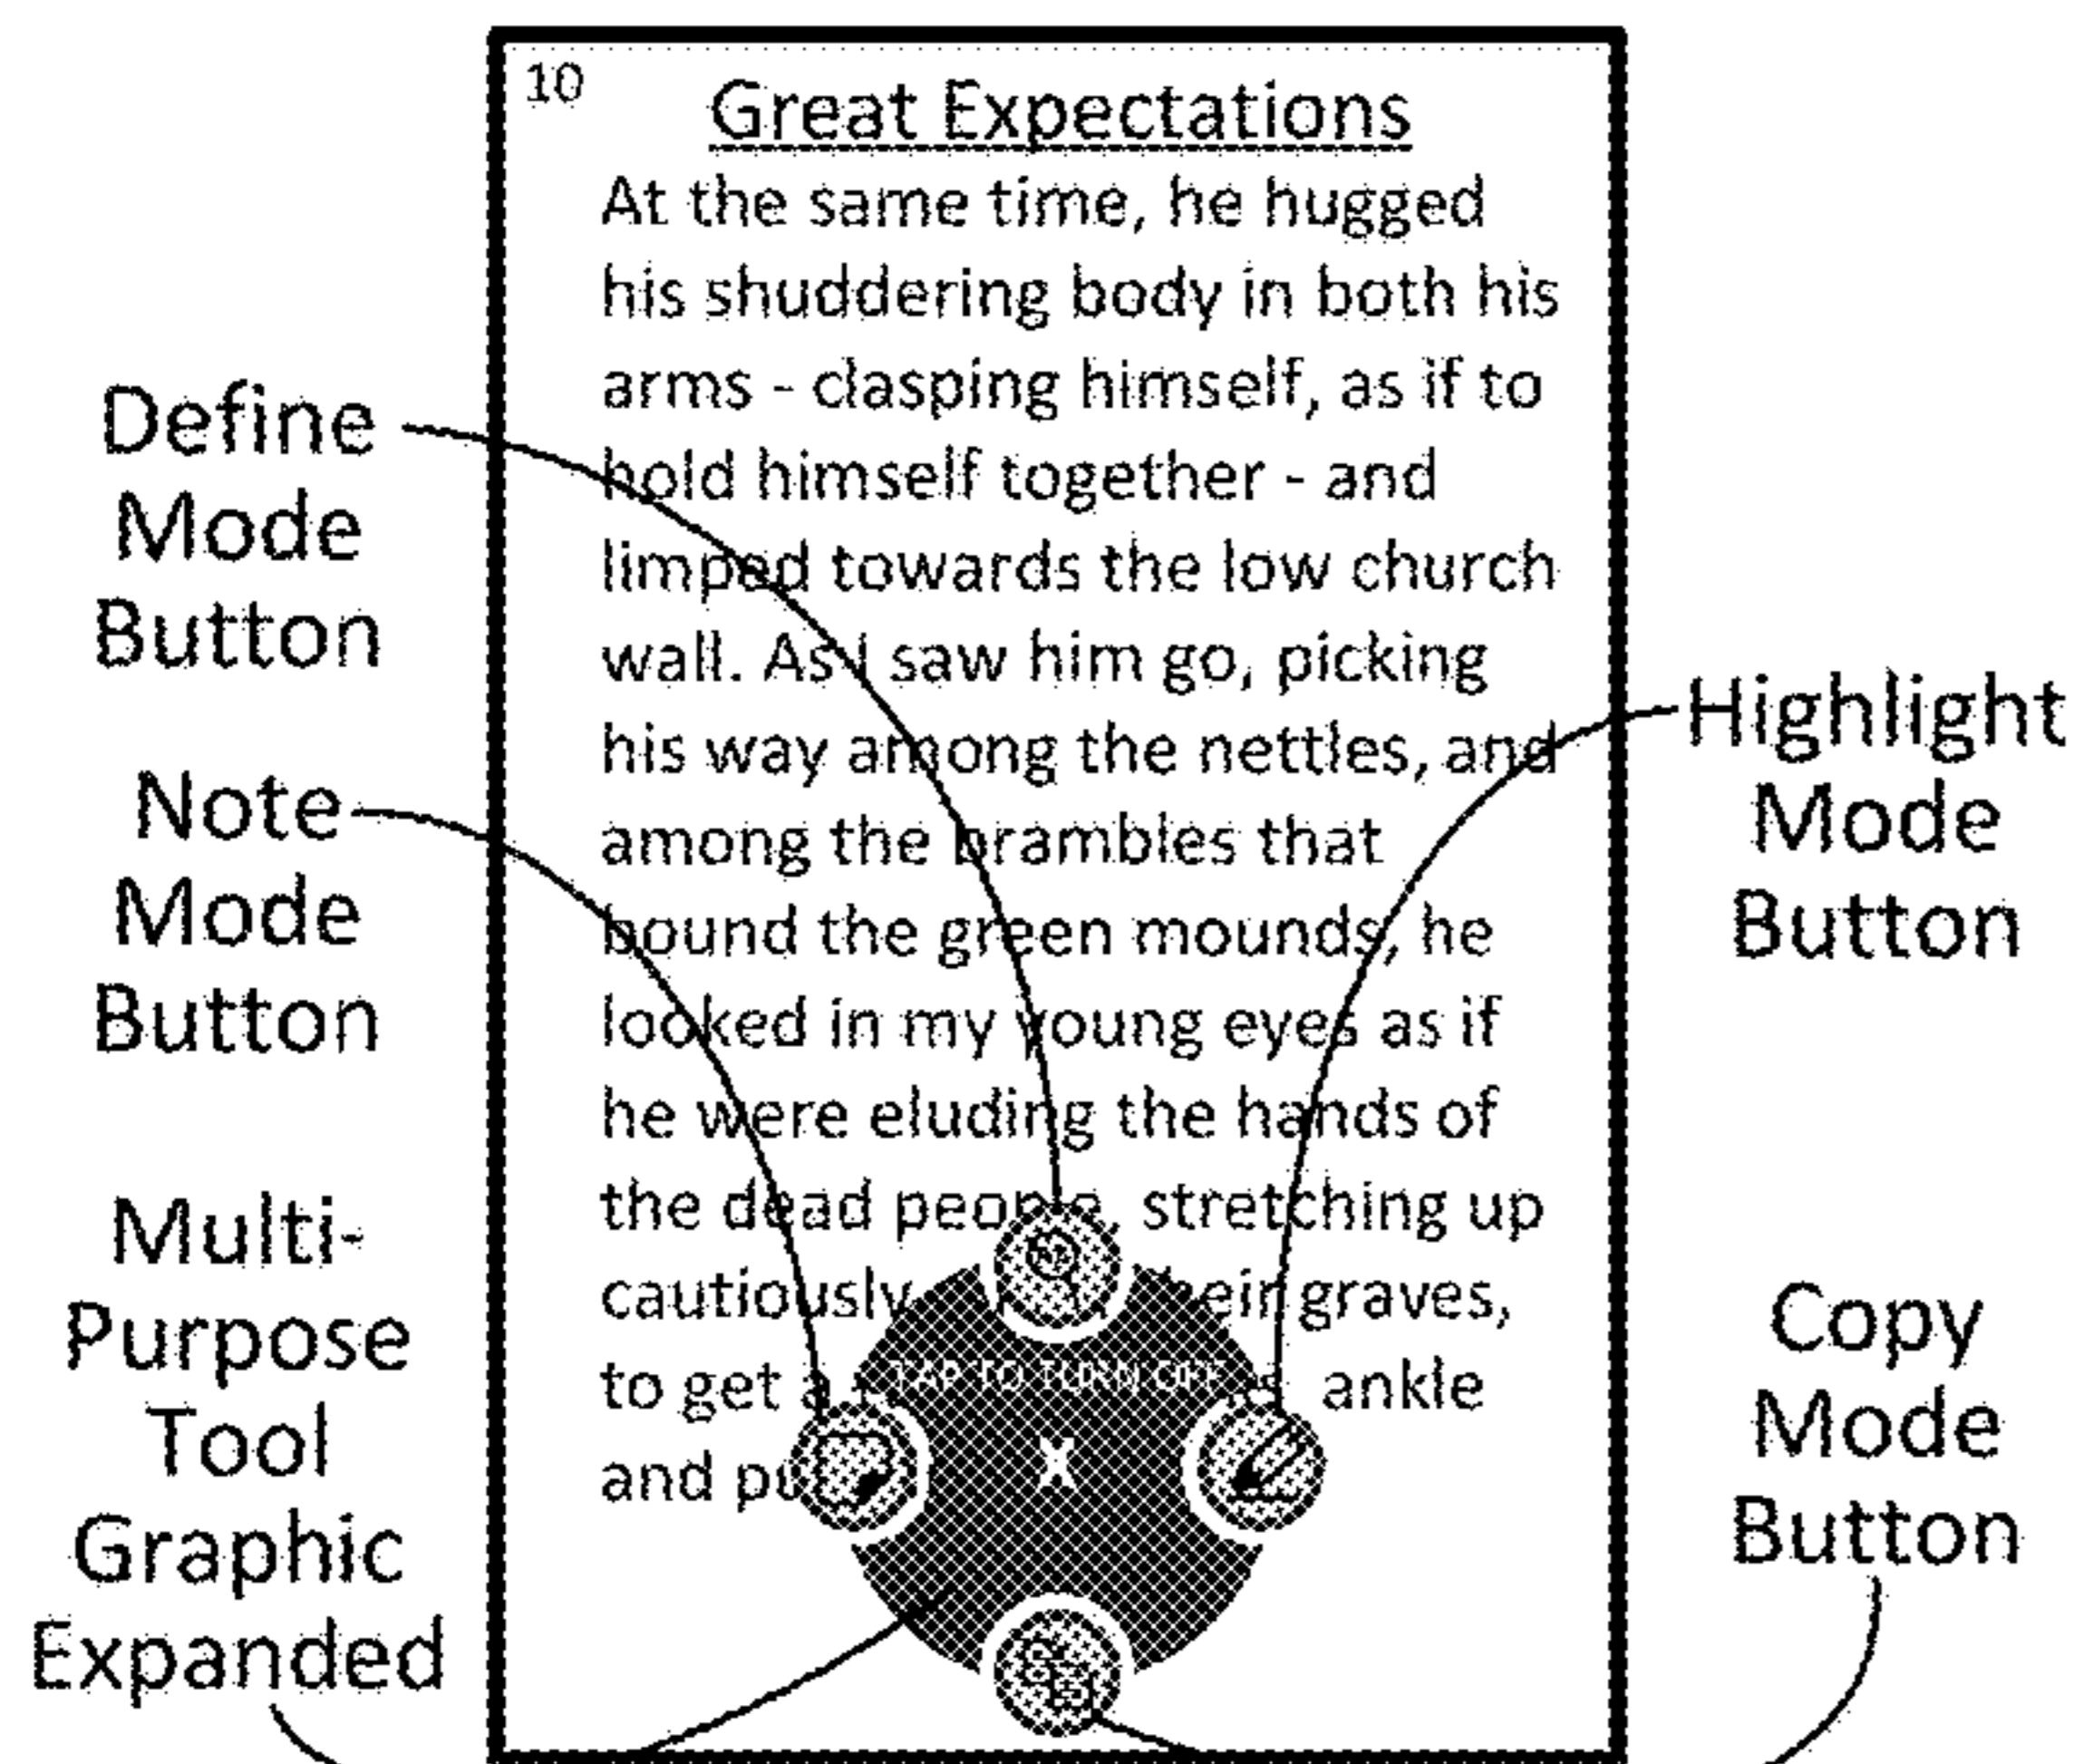 10
Great Expectations
At the same time, he hugged
his shuddering body in both his
arms - clasping himself, as if to
hold himself together - and
limped towards the low church
wall. As I saw him go, picking
his way among the nettles, and
among the brambles that
bound the green mounds, he
looked in my young eyes as if
he were eluding the hands of
the dead people, stretching up
cautiously graves,
to get a ankle
and
TAP TO TURN OFF
X
Define
Mode
Button
Note
Mode
Button
Multi-
Purpose
Tool
Graphic
Expanded
Highlight
Mode
Button
Copy
Mode
Button